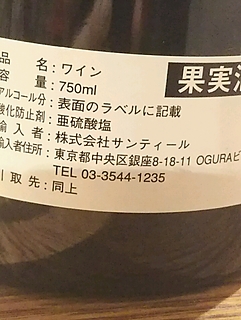 品 : ワイン
果実酒
容 量 : 750ml
アルコール分 : 表面のラベルに記載
酸化防止剤 : 亜硫酸塩
輸 入 者 : 株式会社サンティール
輸入者住所 : 東京都中央区銀座8-18-11 OGURAビ
TEL 03-3544-1235
引 取 先 : 同上